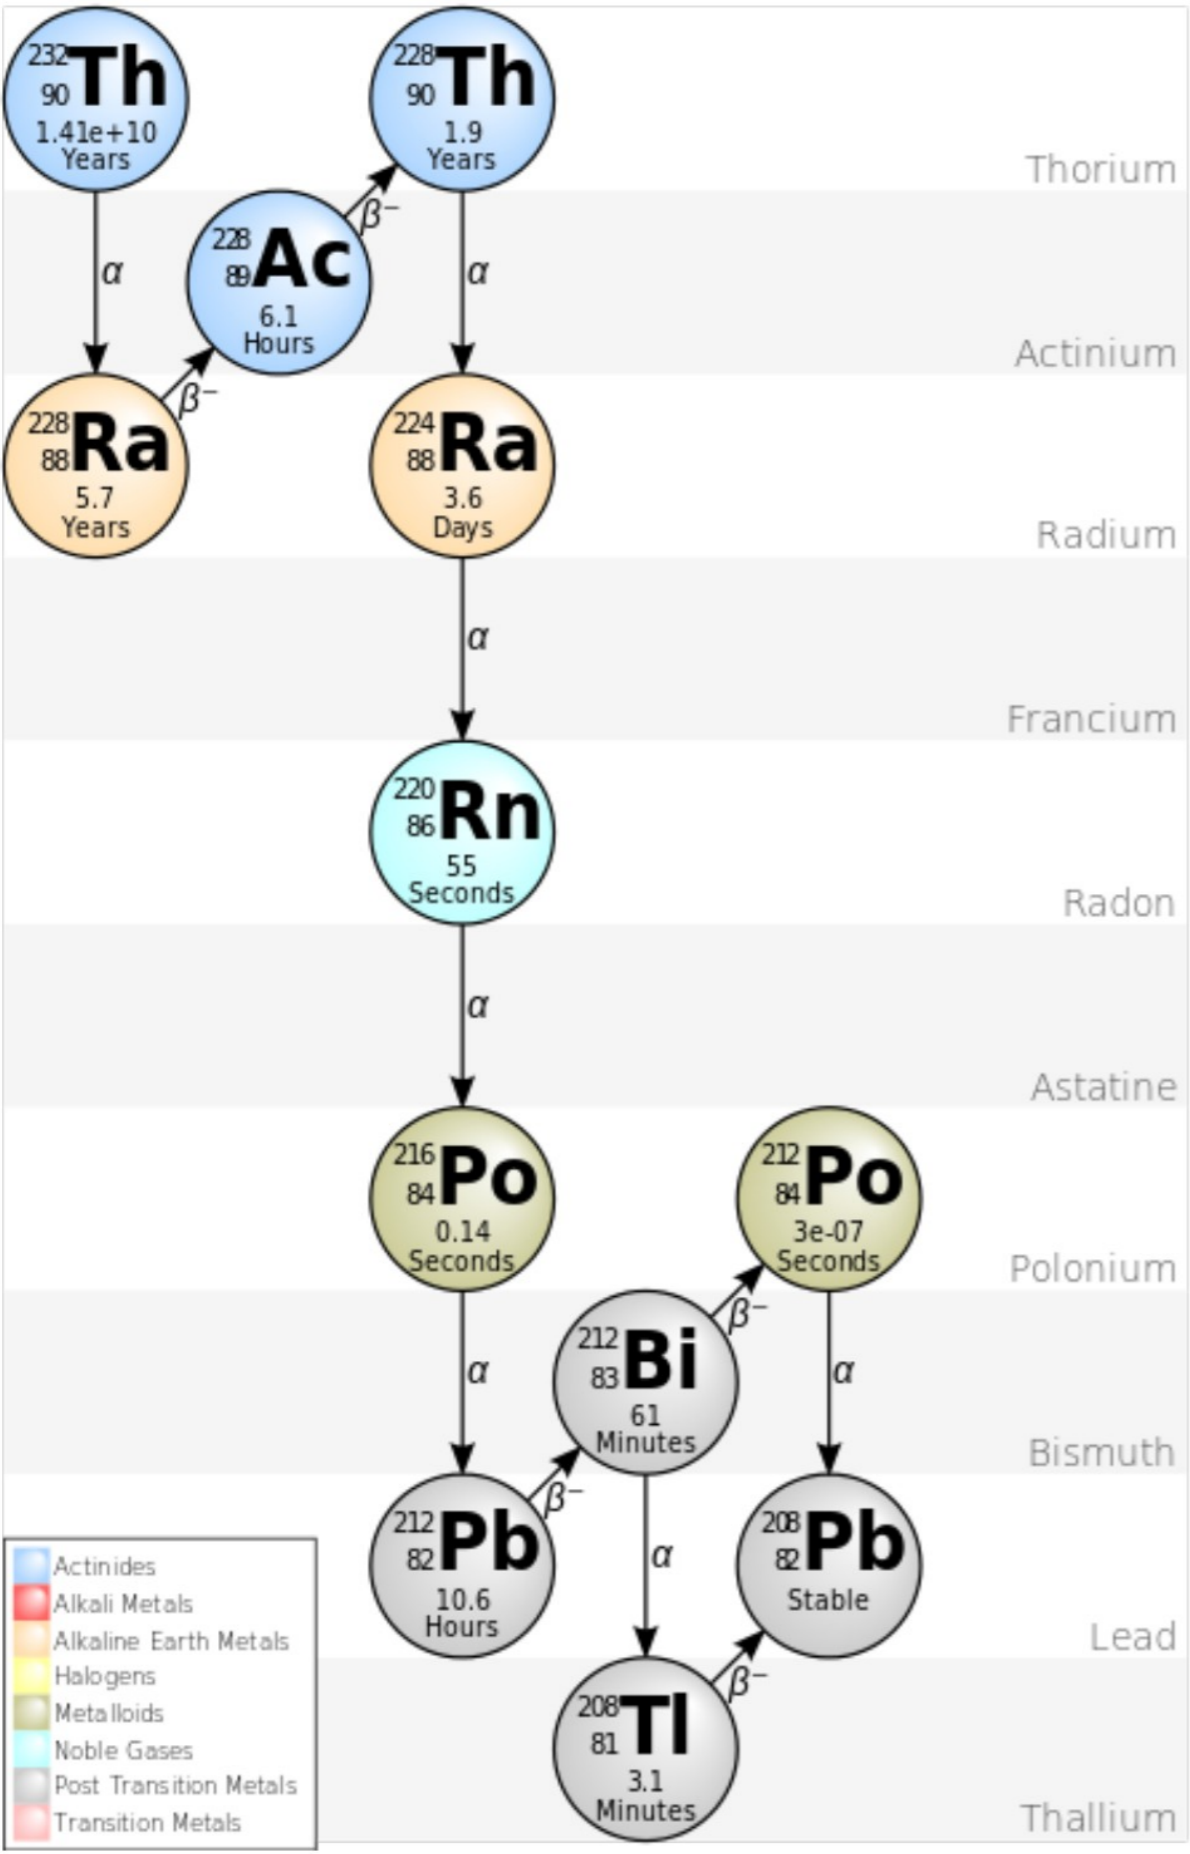 232 Th
90
1.41e+10
Years
228 Th
90
1.9
Years
Thorium
β−
α
228 Ac
89
6.1
Hours
α
Actinium
β−
228 Ra
88
5.7
Years
224 Ra
88
3.6
Days
Radium
α
Francium
220 Rn
86
55
Seconds
Radon
α
Astatine
216 Po
84
0.14
Seconds
212 Po
84
3e-07
Seconds
Polonium
β−
α
212 Bi
83
61
Minutes
α
Bismuth
β−
212 Pb
82
10.6
Hours
α
208 Pb
82
Stable
Lead
β−
208 Tl
81
3.1
Minutes
Thallium
Actinides
Alkali Metals
Alkaline Earth Metals
Halogens
Metalloids
Noble Gases
Post Transition Metals
Transition Metals